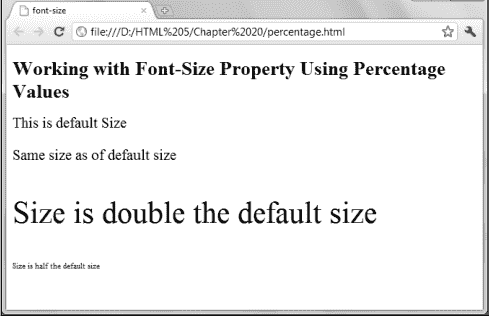 font-size
file:///D:/HTML%205/Chapter%2020/percentage.html
Working with Font-Size Property Using Percentage
Values
This is default Size
Same size as of default size
Size is double the default size
Size is half the default size